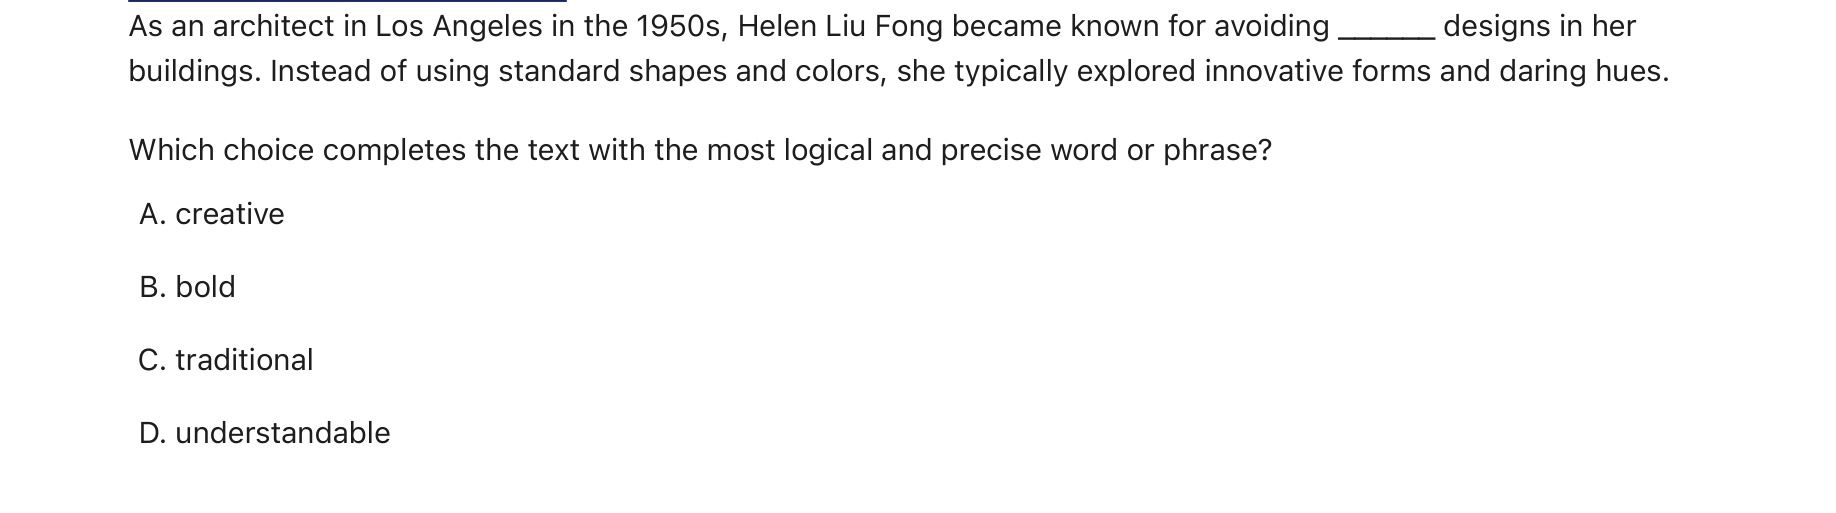 As an architect in Los Angeles in the 1950s, Helen Liu Fong became known for avoiding ______ designs in her
buildings. Instead of using standard shapes and colors, she typically explored innovative forms and daring hues.
Which choice completes the text with the most logical and precise word or phrase?
A. creative
B. bold
C. traditional
D. understandable